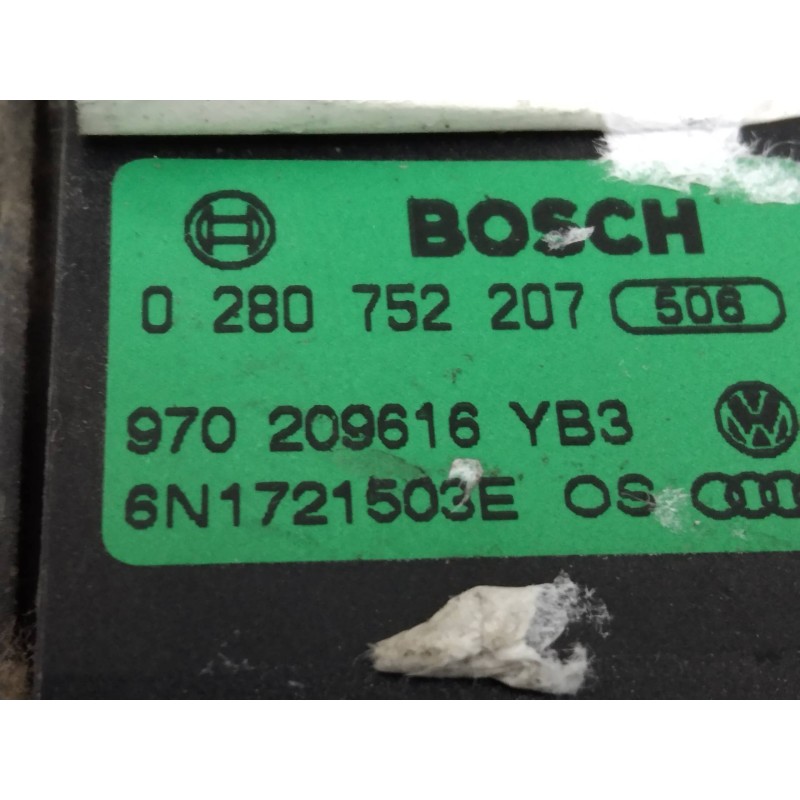 BOSCH
0 280 752 207 506
970 209616 YB3
6N1721503E OS